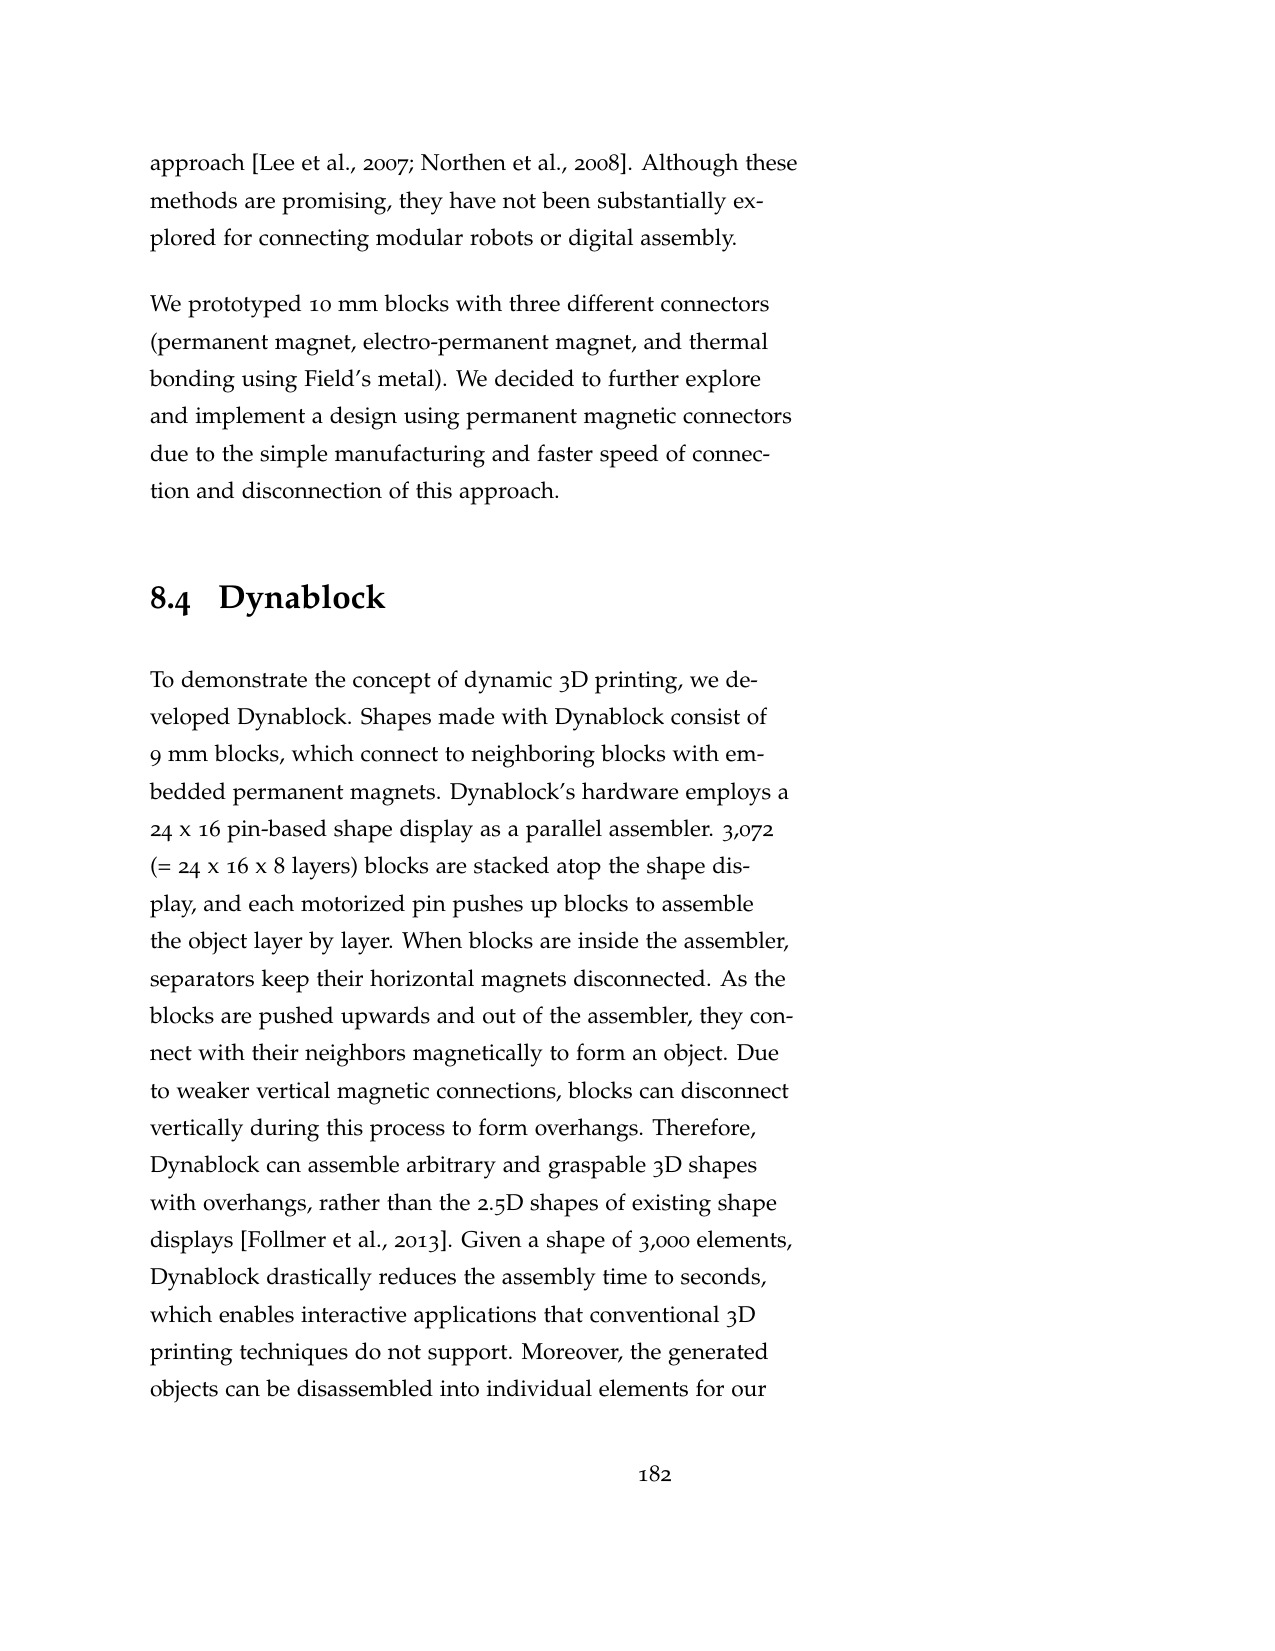 approach [Lee et al., 2007; Northen et al., 2008]. Although these
methods are promising, they have not been substantially ex-
plored for connecting modular robots or digital assembly.
We prototyped 10 mm blocks with three different connectors
(permanent magnet, electro-permanent magnet, and thermal
bonding using Field's metal). We decided to further explore
and implement a design using permanent magnetic connectors
due to the simple manufacturing and faster speed of connec-
tion and disconnection of this approach.
8.4 Dynablock
To demonstrate the concept of dynamic 3D printing, we de-
veloped Dynablock. Shapes made with Dynablock consist of
9 mm blocks, which connect to neighboring blocks with em-
bedded permanent magnets. Dynablock's hardware employs a
24 x 16 pin-based shape display as a parallel assembler. 3,072
(= 24 x 16 x 8 layers) blocks are stacked atop the shape dis-
play, and each motorized pin pushes up blocks to assemble
the object layer by layer. When blocks are inside the assembler,
separators keep their horizontal magnets disconnected. As the
blocks are pushed upwards and out of the assembler, they con-
nect with their neighbors magnetically to form an object. Due
to weaker vertical magnetic connections, blocks can disconnect
vertically during this process to form overhangs. Therefore,
Dynablock can assemble arbitrary and graspable 3D shapes
with overhangs, rather than the 2.5D shapes of existing shape
displays [Follmer et al., 2013]. Given a shape of 3,000 elements,
Dynablock drastically reduces the assembly time to seconds,
which enables interactive applications that conventional 3D
printing techniques do not support. Moreover, the generated
objects can be disassembled into individual elements for our
182